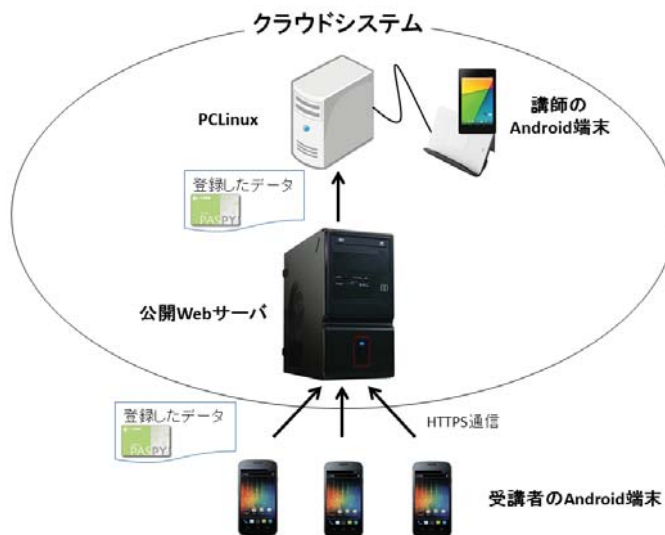 クラウドシステム
PCLinux
講師の
Android端末
登録したデータ
PASPY
公開Webサーバ
登録したデータ
PASPY
HTTPS通信
受講者のAndroid端末